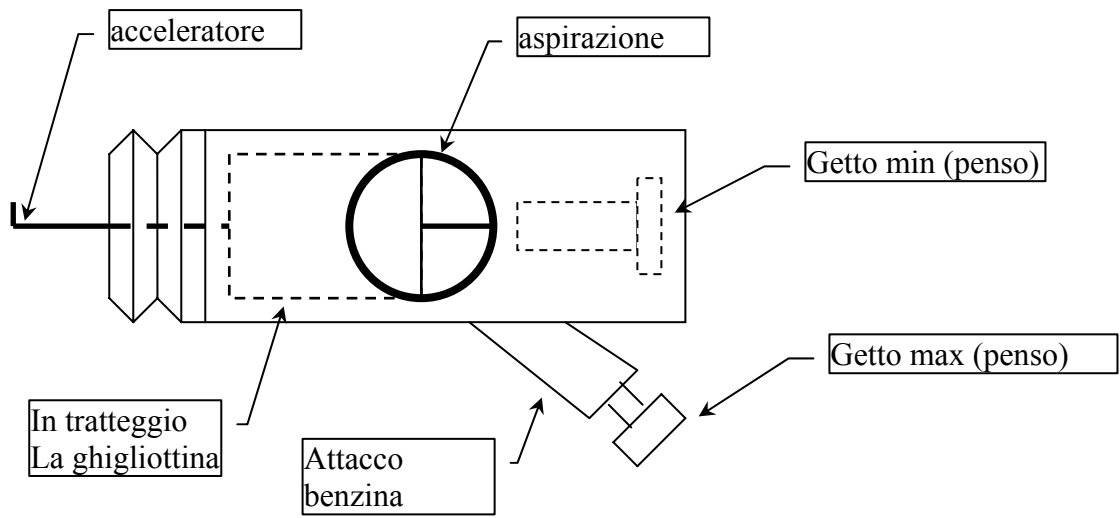 acceleratore
aspirazione
Getto min (penso)
Getto max (penso)
In tratteggio
La ghigliottina
Attacco
benzina